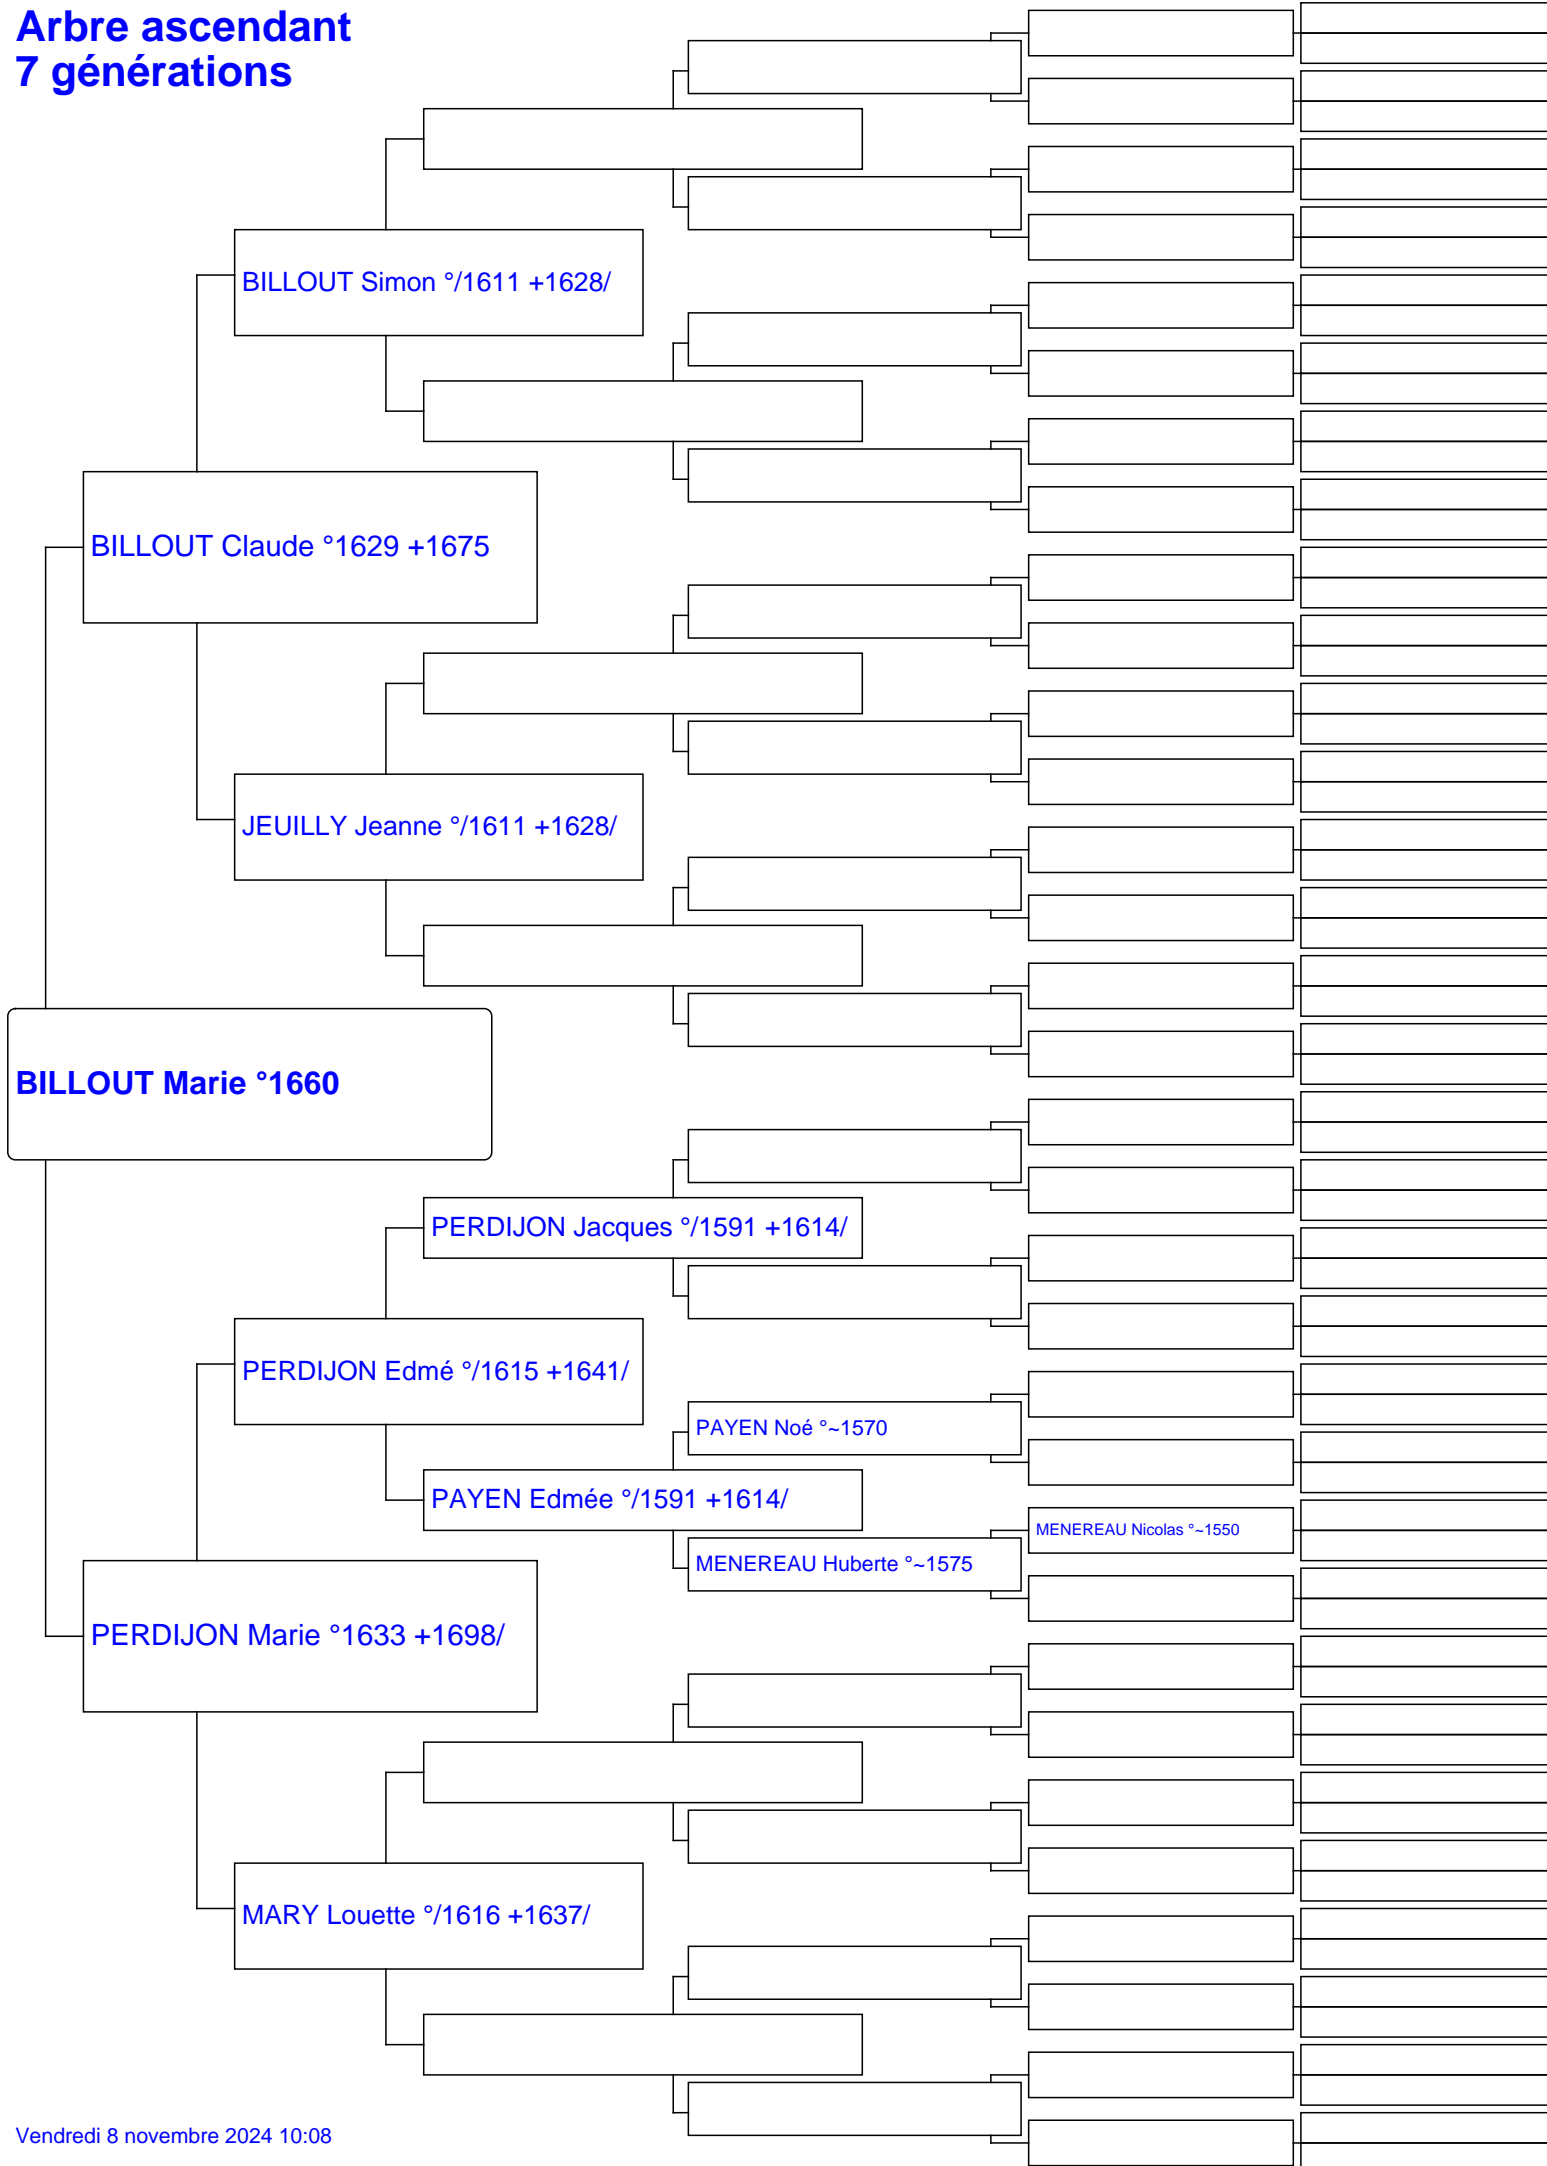 Arbre ascendant
7 générations
BILLOUT Simon °/1611 +1628/
BILLOUT Claude °1629 +1675
JEUILLY Jeanne °/1611 +1628/
BILLOUT Marie °1660
PERDIJON Jacques °/1591 +1614/
PERDIJON Edmé °/1615 +1641/
PAYEN Noé °~1570
PAYEN Edmée °/1591 +1614/
MENEREAU Nicolas °~1550
MENEREAU Huberte °~1575
PERDIJON Marie °1633 +1698/
MARY Louette °/1616 +1637/
Vendredi 8 novembre 2024 10:08